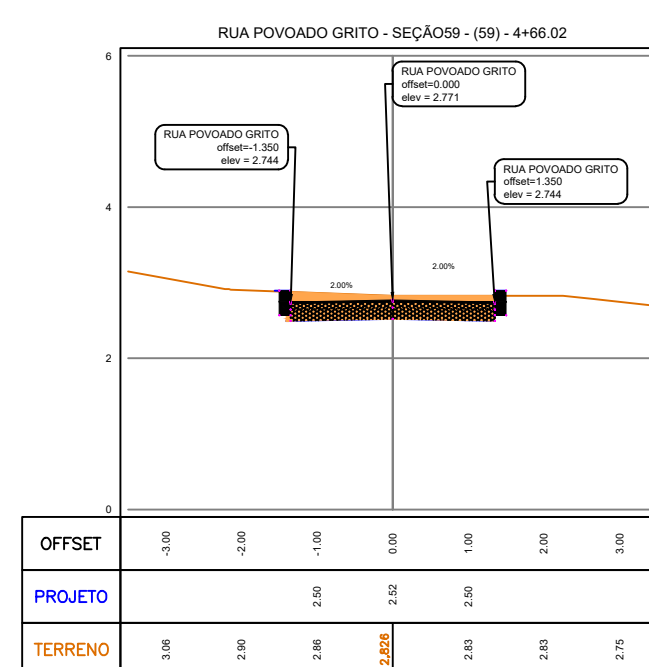 RUA POVOADO GRITO - SEÇÃO59 - (59) - 4+66.02
6
RUA POVOADO GRITO
offset=0.000
elev = 2.771
RUA POVOADO GRITO
offset=-1.350
elev = 2.744
RUA POVOADO GRITO
offset=1.350
elev = 2.744
4
2.00%
2.00%
2
0
OFFSET -3.00 -2.00 -1.00 0.00 1.00 2.00 3.00
PROJETO 2.50 2.52 2.50
TERRENO 3.06 2.90 2.86 2.826 2.83 2.83 2.75